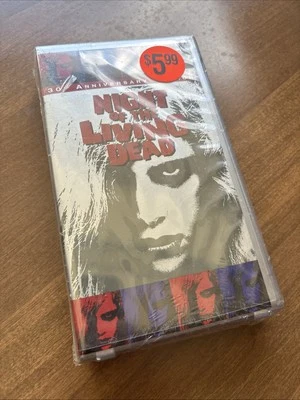 $5.99
30th ANNIVERSARY
NIGHT
OF THE
LIVING
DEAD